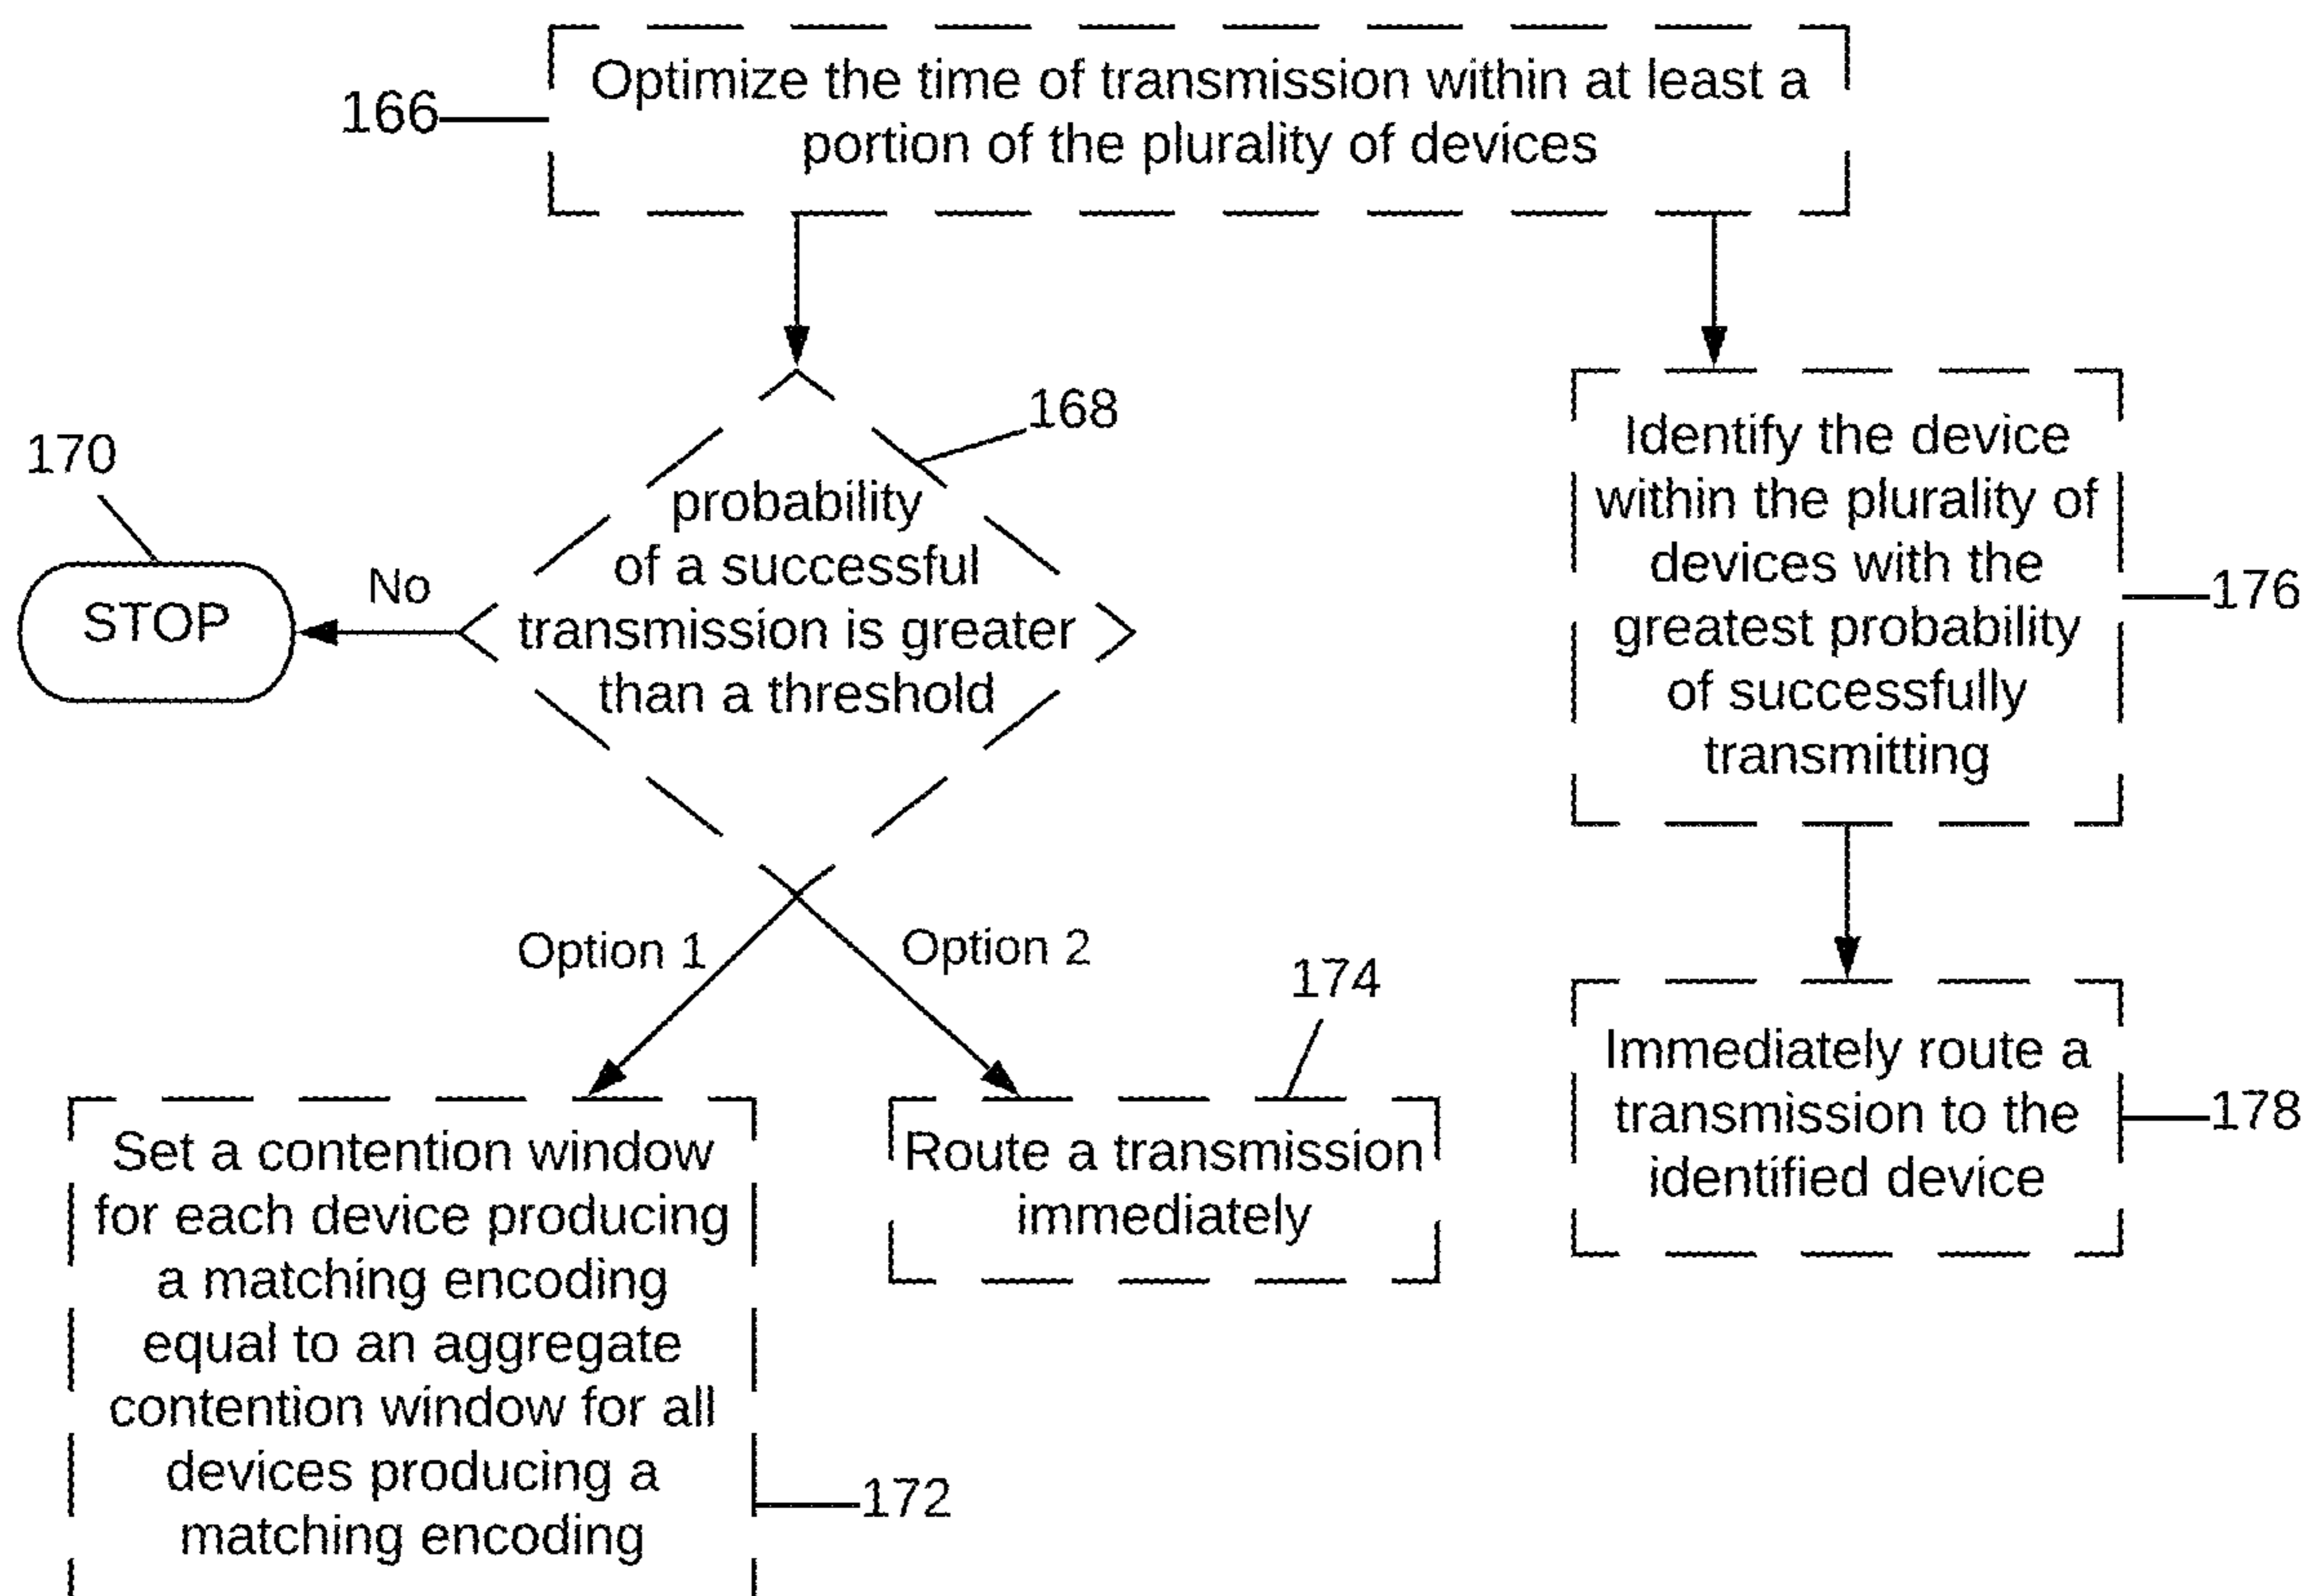 Optimize the time of transmission within at least a
portion of the plurality of devices
166
168
170
probability
of a successful
transmission is greater
than a threshold
No
STOP
Identify the device
within the plurality of
devices with the
greatest probability
of successfully
transmitting
176
Option 1
Option 2
174
Immediately route a
transmission to the
identified device
178
Set a contention window
for each device producing
a matching encoding
equal to an aggregate
contention window for all
devices producing a
matching encoding
172
Route a transmission
immediately